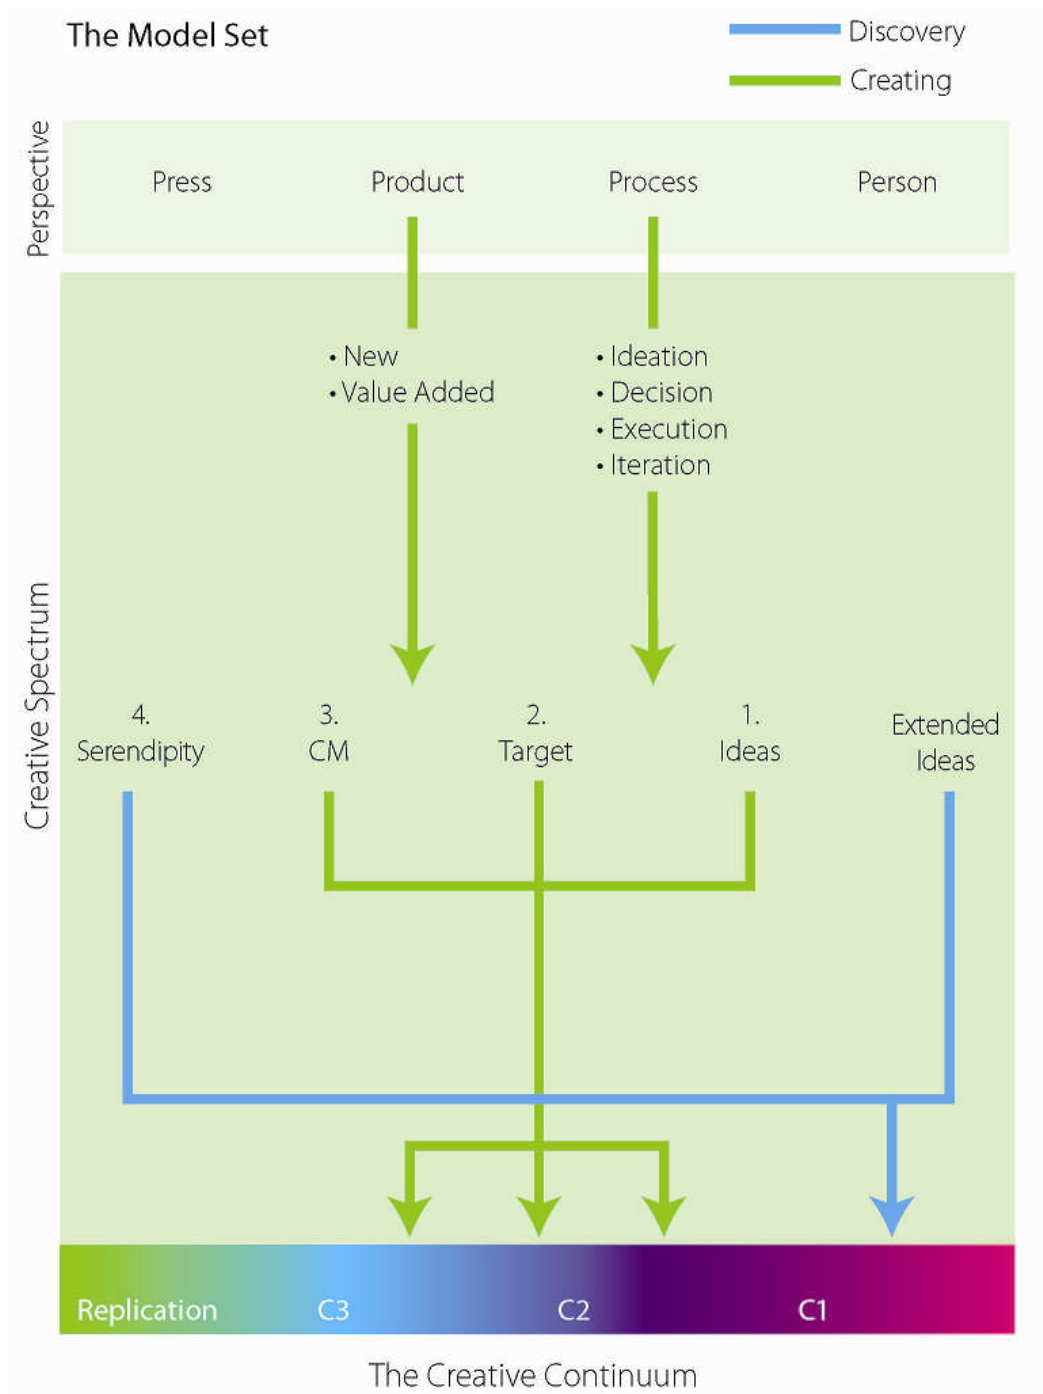 The Model Set
Discovery
Creating
Perspective
Press
Product
Process
Person
• New
• Value Added
• Ideation
• Decision
• Execution
• Iteration
Creative Spectrum
4.
Serendipity
3.
CM
2.
Target
1.
Ideas
Extended
Ideas
Replication
C3
C2
C1
The Creative Continuum